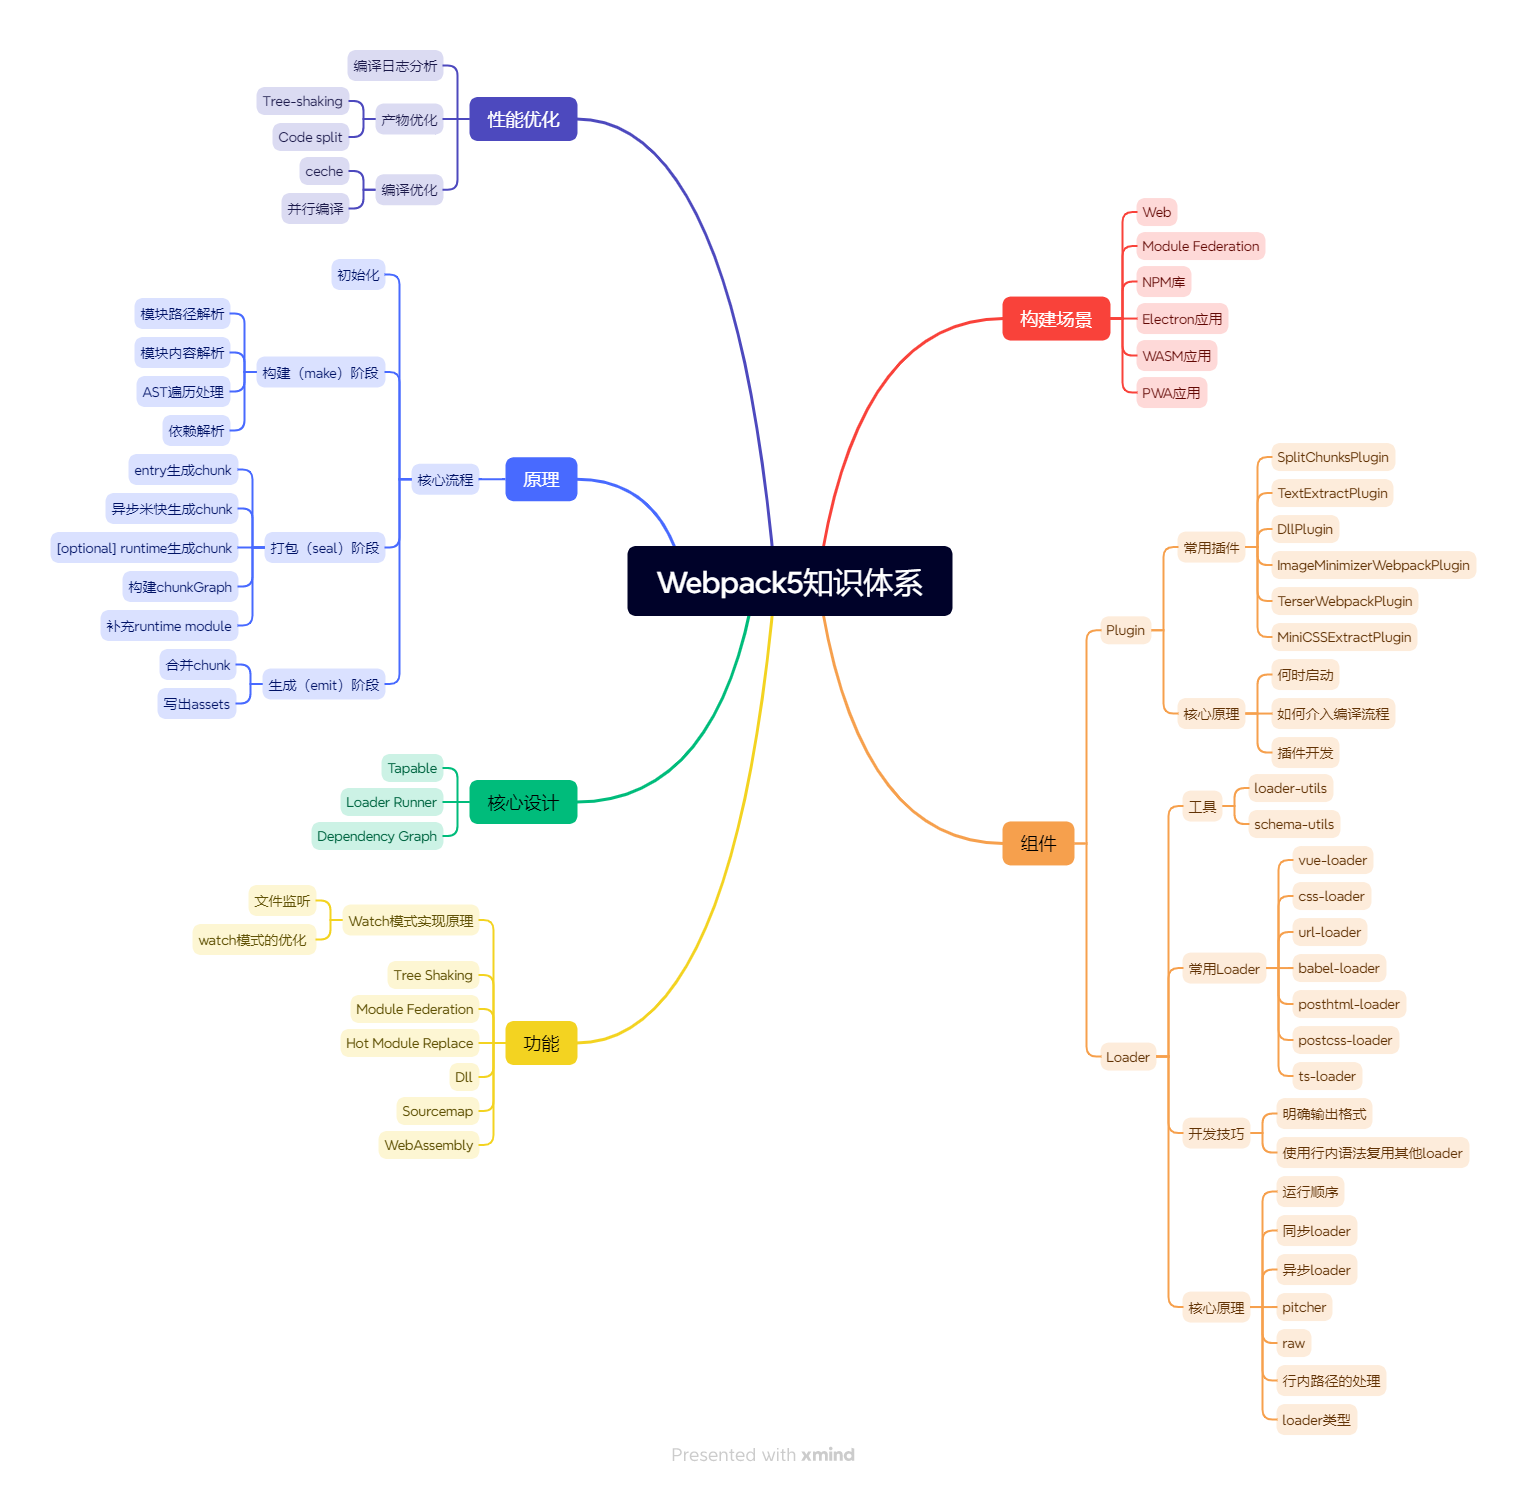 Webpack5知识体系
构建场景
Web
Module Federation
NPM库
Electron应用
WASM应用
PWA应用
组件
Plugin
常用插件
SplitChunksPlugin
TextExtractPlugin
DllPlugin
ImageMinimizerWebpackPlugin
TerserWebpackPlugin
MiniCSSExtractPlugin
核心原理
何时启动
如何介入编译流程
插件开发
Loader
工具
loader-utils
schema-utils
常用Loader
vue-loader
css-loader
url-loader
babel-loader
posthtml-loader
postcss-loader
ts-loader
开发技巧
明确输出格式
使用行内语法复用其他loader
核心原理
运行顺序
同步loader
异步loader
pitcher
raw
行内路径的处理
loader类型
性能优化
编译日志分析
产物优化
Tree-shaking
Code split
编译优化
ceche
并行编译
原理
核心流程
初始化
构建（make）阶段
模块路径解析
模块内容解析
AST遍历处理
依赖解析
打包（seal）阶段
entry生成chunk
异步米快生成chunk
[optional] runtime生成chunk
构建chunkGraph
补充runtime module
生成（emit）阶段
合并chunk
写出assets
核心设计
Tapable
Loader Runner
Dependency Graph
功能
Watch模式实现原理
文件监听
watch模式的优化
Tree Shaking
Module Federation
Hot Module Replace
Dll
Sourcemap
WebAssembly
Presented with xmind